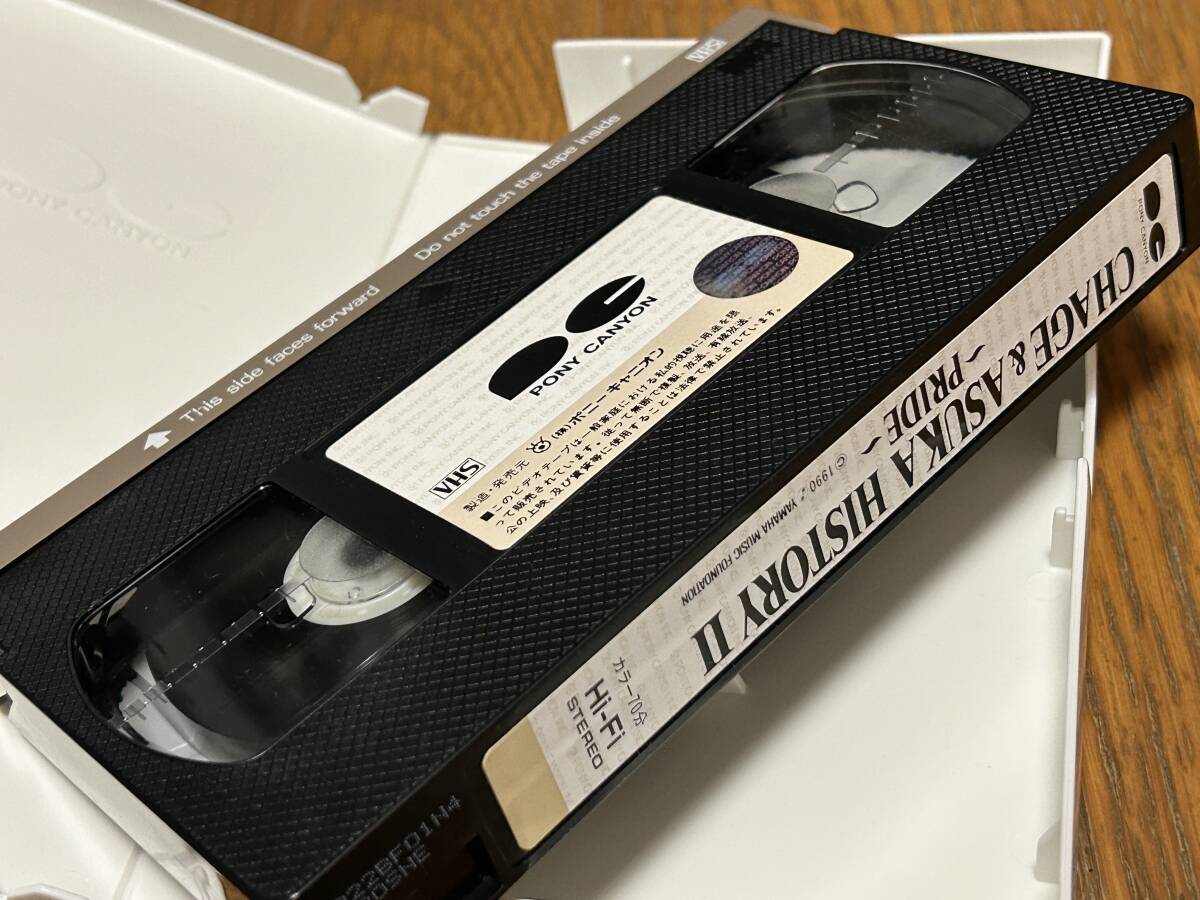 VHS
Do not touch the tape inside
This side faces forward
PONY CANYON
PONY CANYON
VHS
製造・発売元 (株)ポニーキャニオン
■このビデオテープは一般家庭における私的視聴に用途を限
って販売されています。従って無断で複製、放送、有線放送、
公の上映、及び賃貸等に使用することは法律で禁止されています。
PONY CANYON
CHAGE & ASUKA HISTORY II
～PRIDE～
© 1990 YAMAHA MUSIC FOUNDATION
カラー70分
Hi-Fi
STEREO